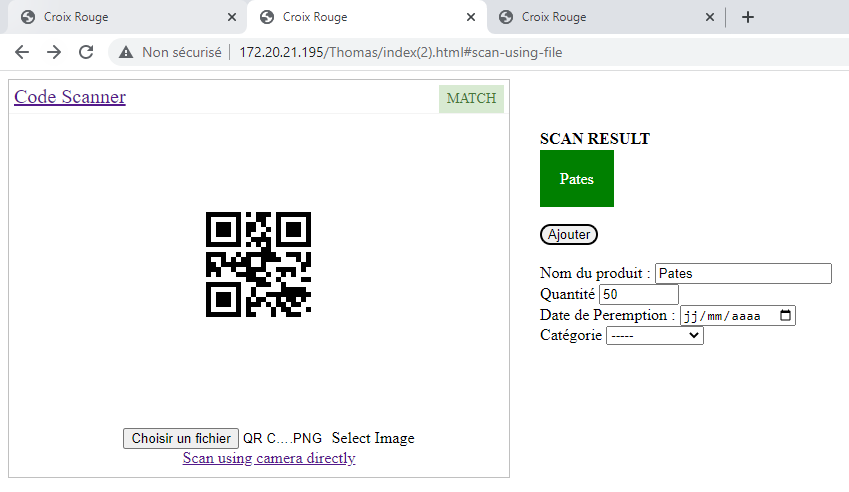 Croix Rouge
Croix Rouge
Croix Rouge
Non sécurisé | 172.20.21.195/Thomas/index(2).html#scan-using-file
Code Scanner
MATCH
QR C....PNG
Choisir un fichier
Select Image
Scan using camera directly
SCAN RESULT
Pates
Ajouter
Nom du produit : Pates
Quantité 50
Date de Peremption : jj/mm/aaaa
Catégorie -----